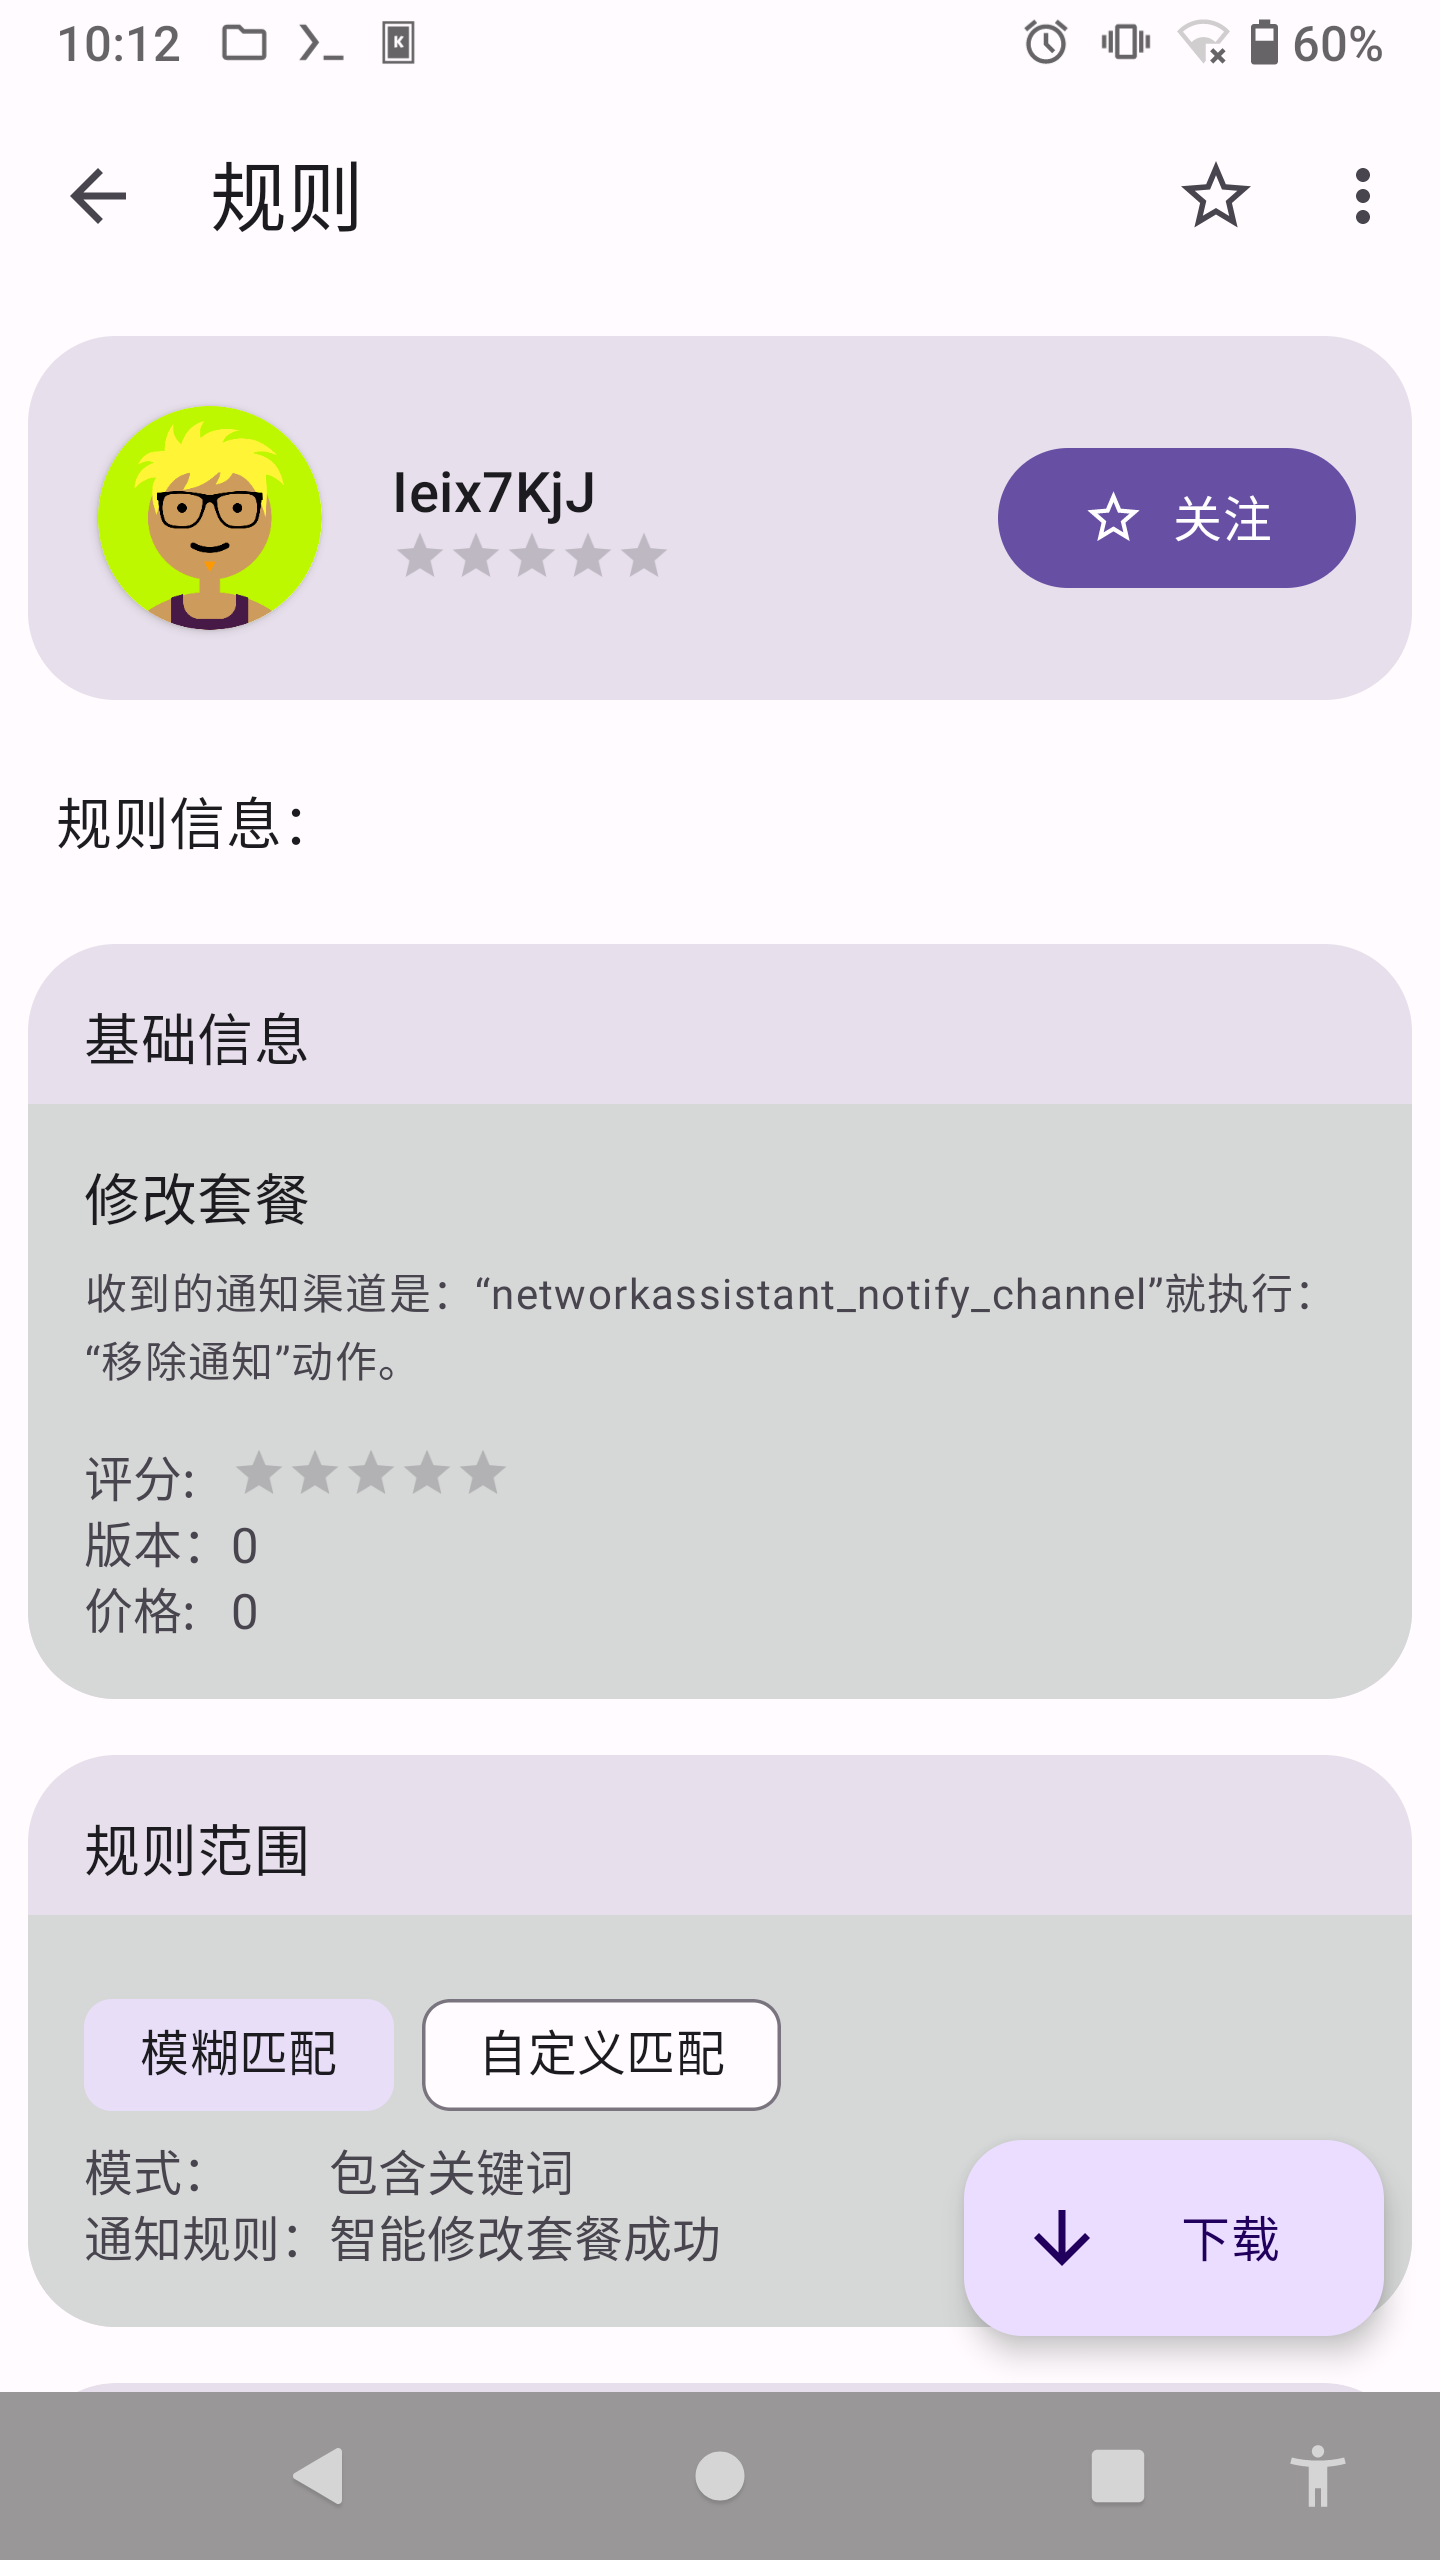 10:12
K
60%
规则
Ieix7KjJ
关注
规则信息：
基础信息
修改套餐
收到的通知渠道是：“networkassistant_notify_channel”就执行：
“移除通知”动作。
评分:
版本：0
价格: 0
规则范围
模糊匹配
自定义匹配
模式： 包含关键词
通知规则：智能修改套餐成功
下载